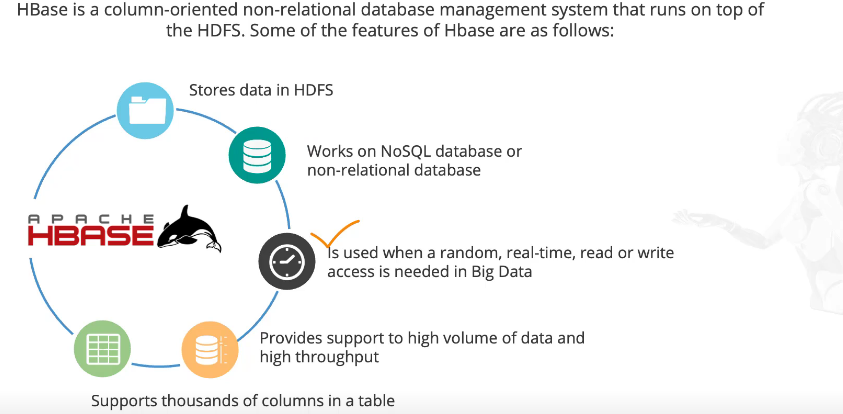 HBase is a column-oriented non-relational database management system that runs on top of
the HDFS. Some of the features of Hbase are as follows:
Stores data in HDFS
Works on NoSQL database or
non-relational database
APACHE
HBASE
Is used when a random, real-time, read or write
access is needed in Big Data
Provides support to high volume of data and
high throughput
Supports thousands of columns in a table